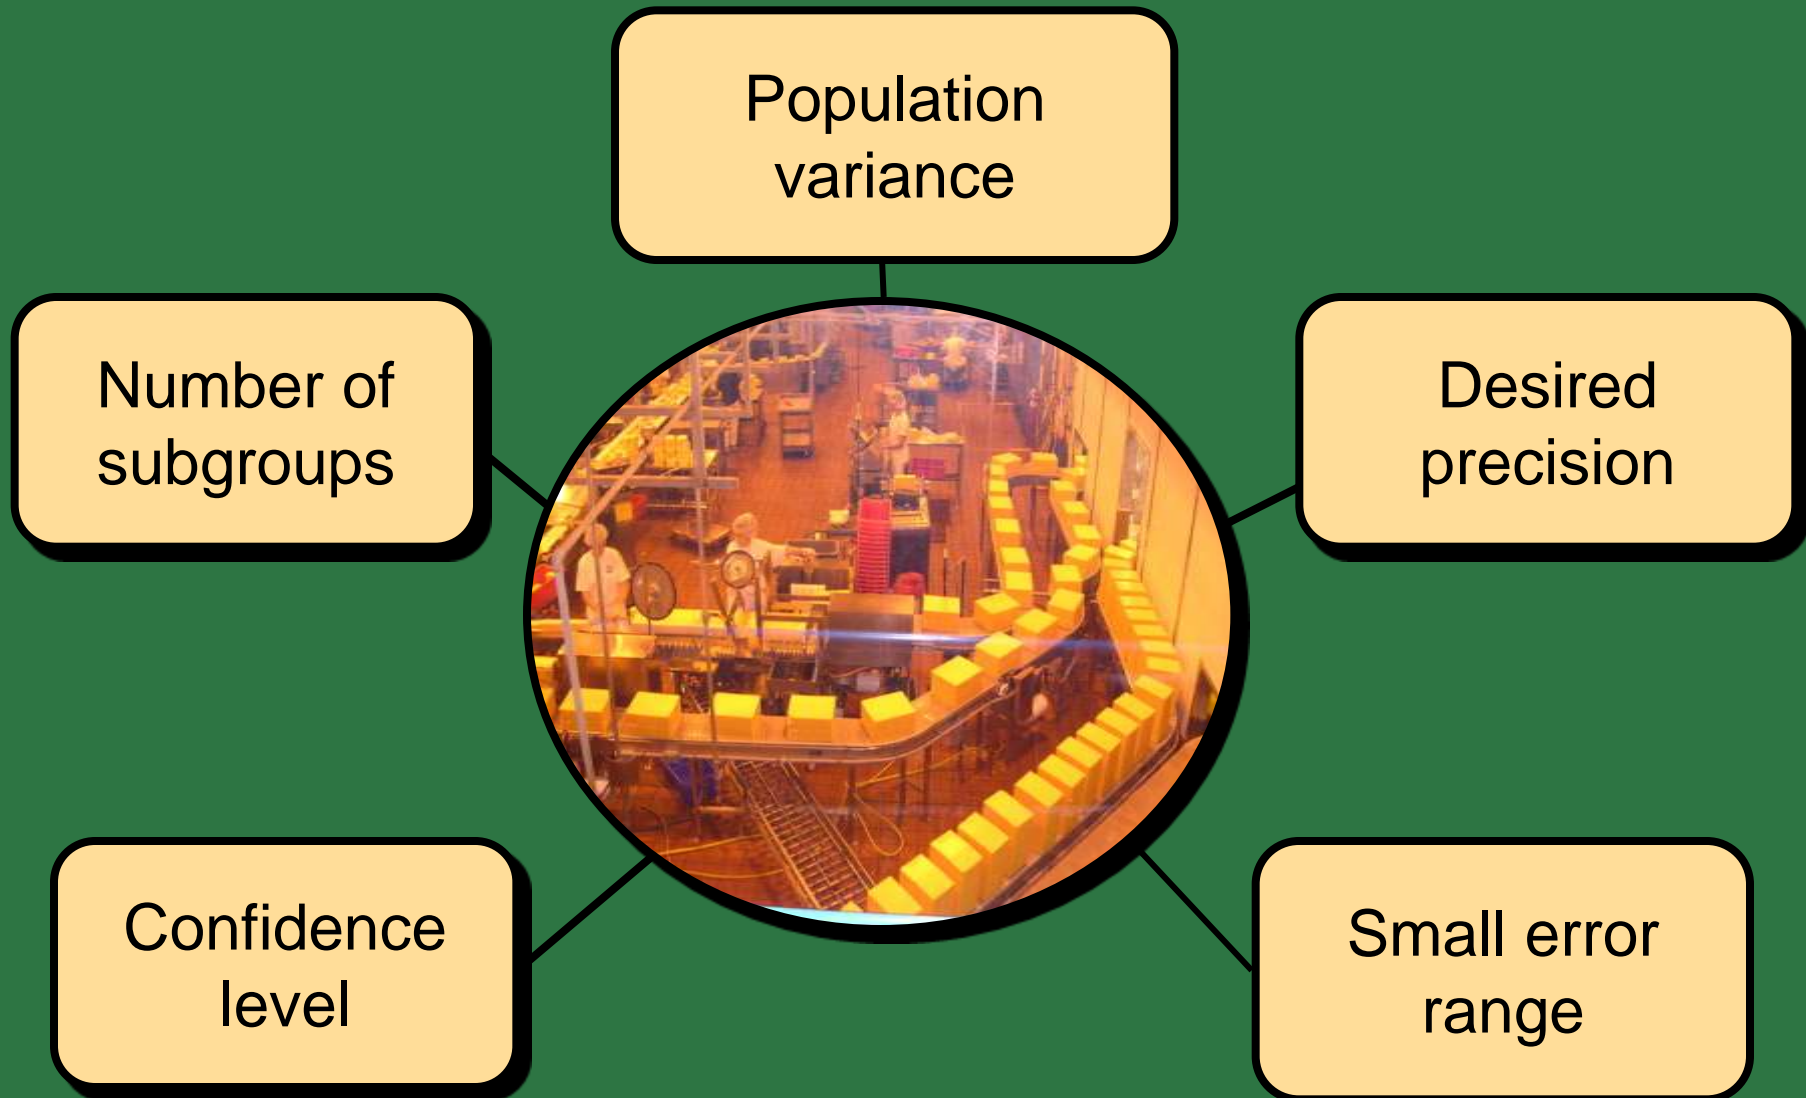 Population
variance
Number of
subgroups
Desired
precision
Confidence
level
Small error
range